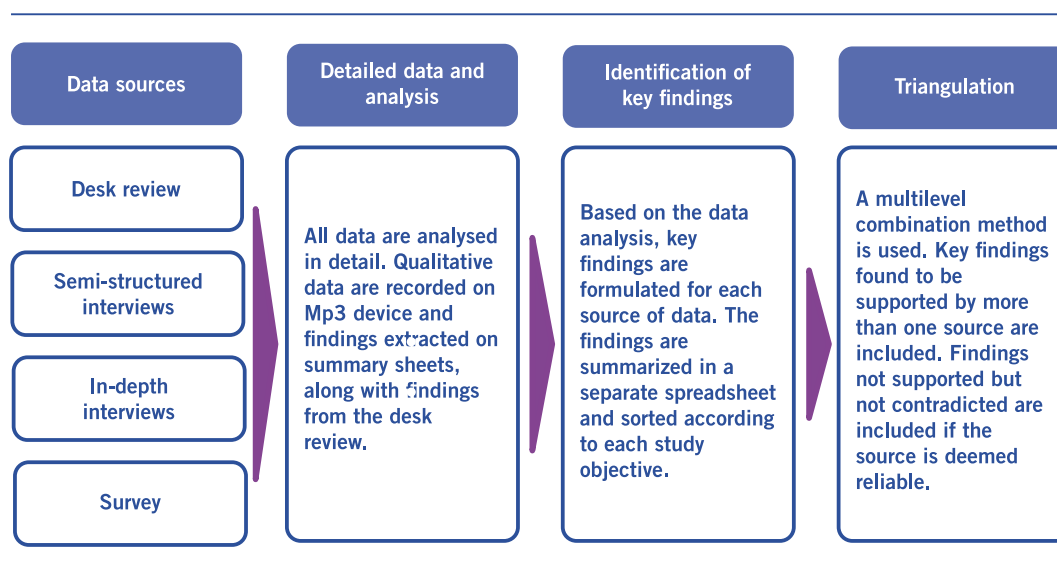 Data sources
Detailed data and
analysis
Identification of
key findings
Triangulation
Desk review
Semi-structured
interviews
In-depth
interviews
Survey
All data are analysed
in detail. Qualitative
data are recorded on
Mp3 device and
findings extracted on
summary sheets,
along with findings
from the desk
review.
Based on the data
analysis, key
findings are
formulated for each
source of data. The
findings are
summarized in a
separate spreadsheet
and sorted according
to each study
objective.
A multilevel
combination method
is used. Key findings
found to be
supported by more
than one source are
included. Findings
not supported but
not contradicted are
included if the
source is deemed
reliable.